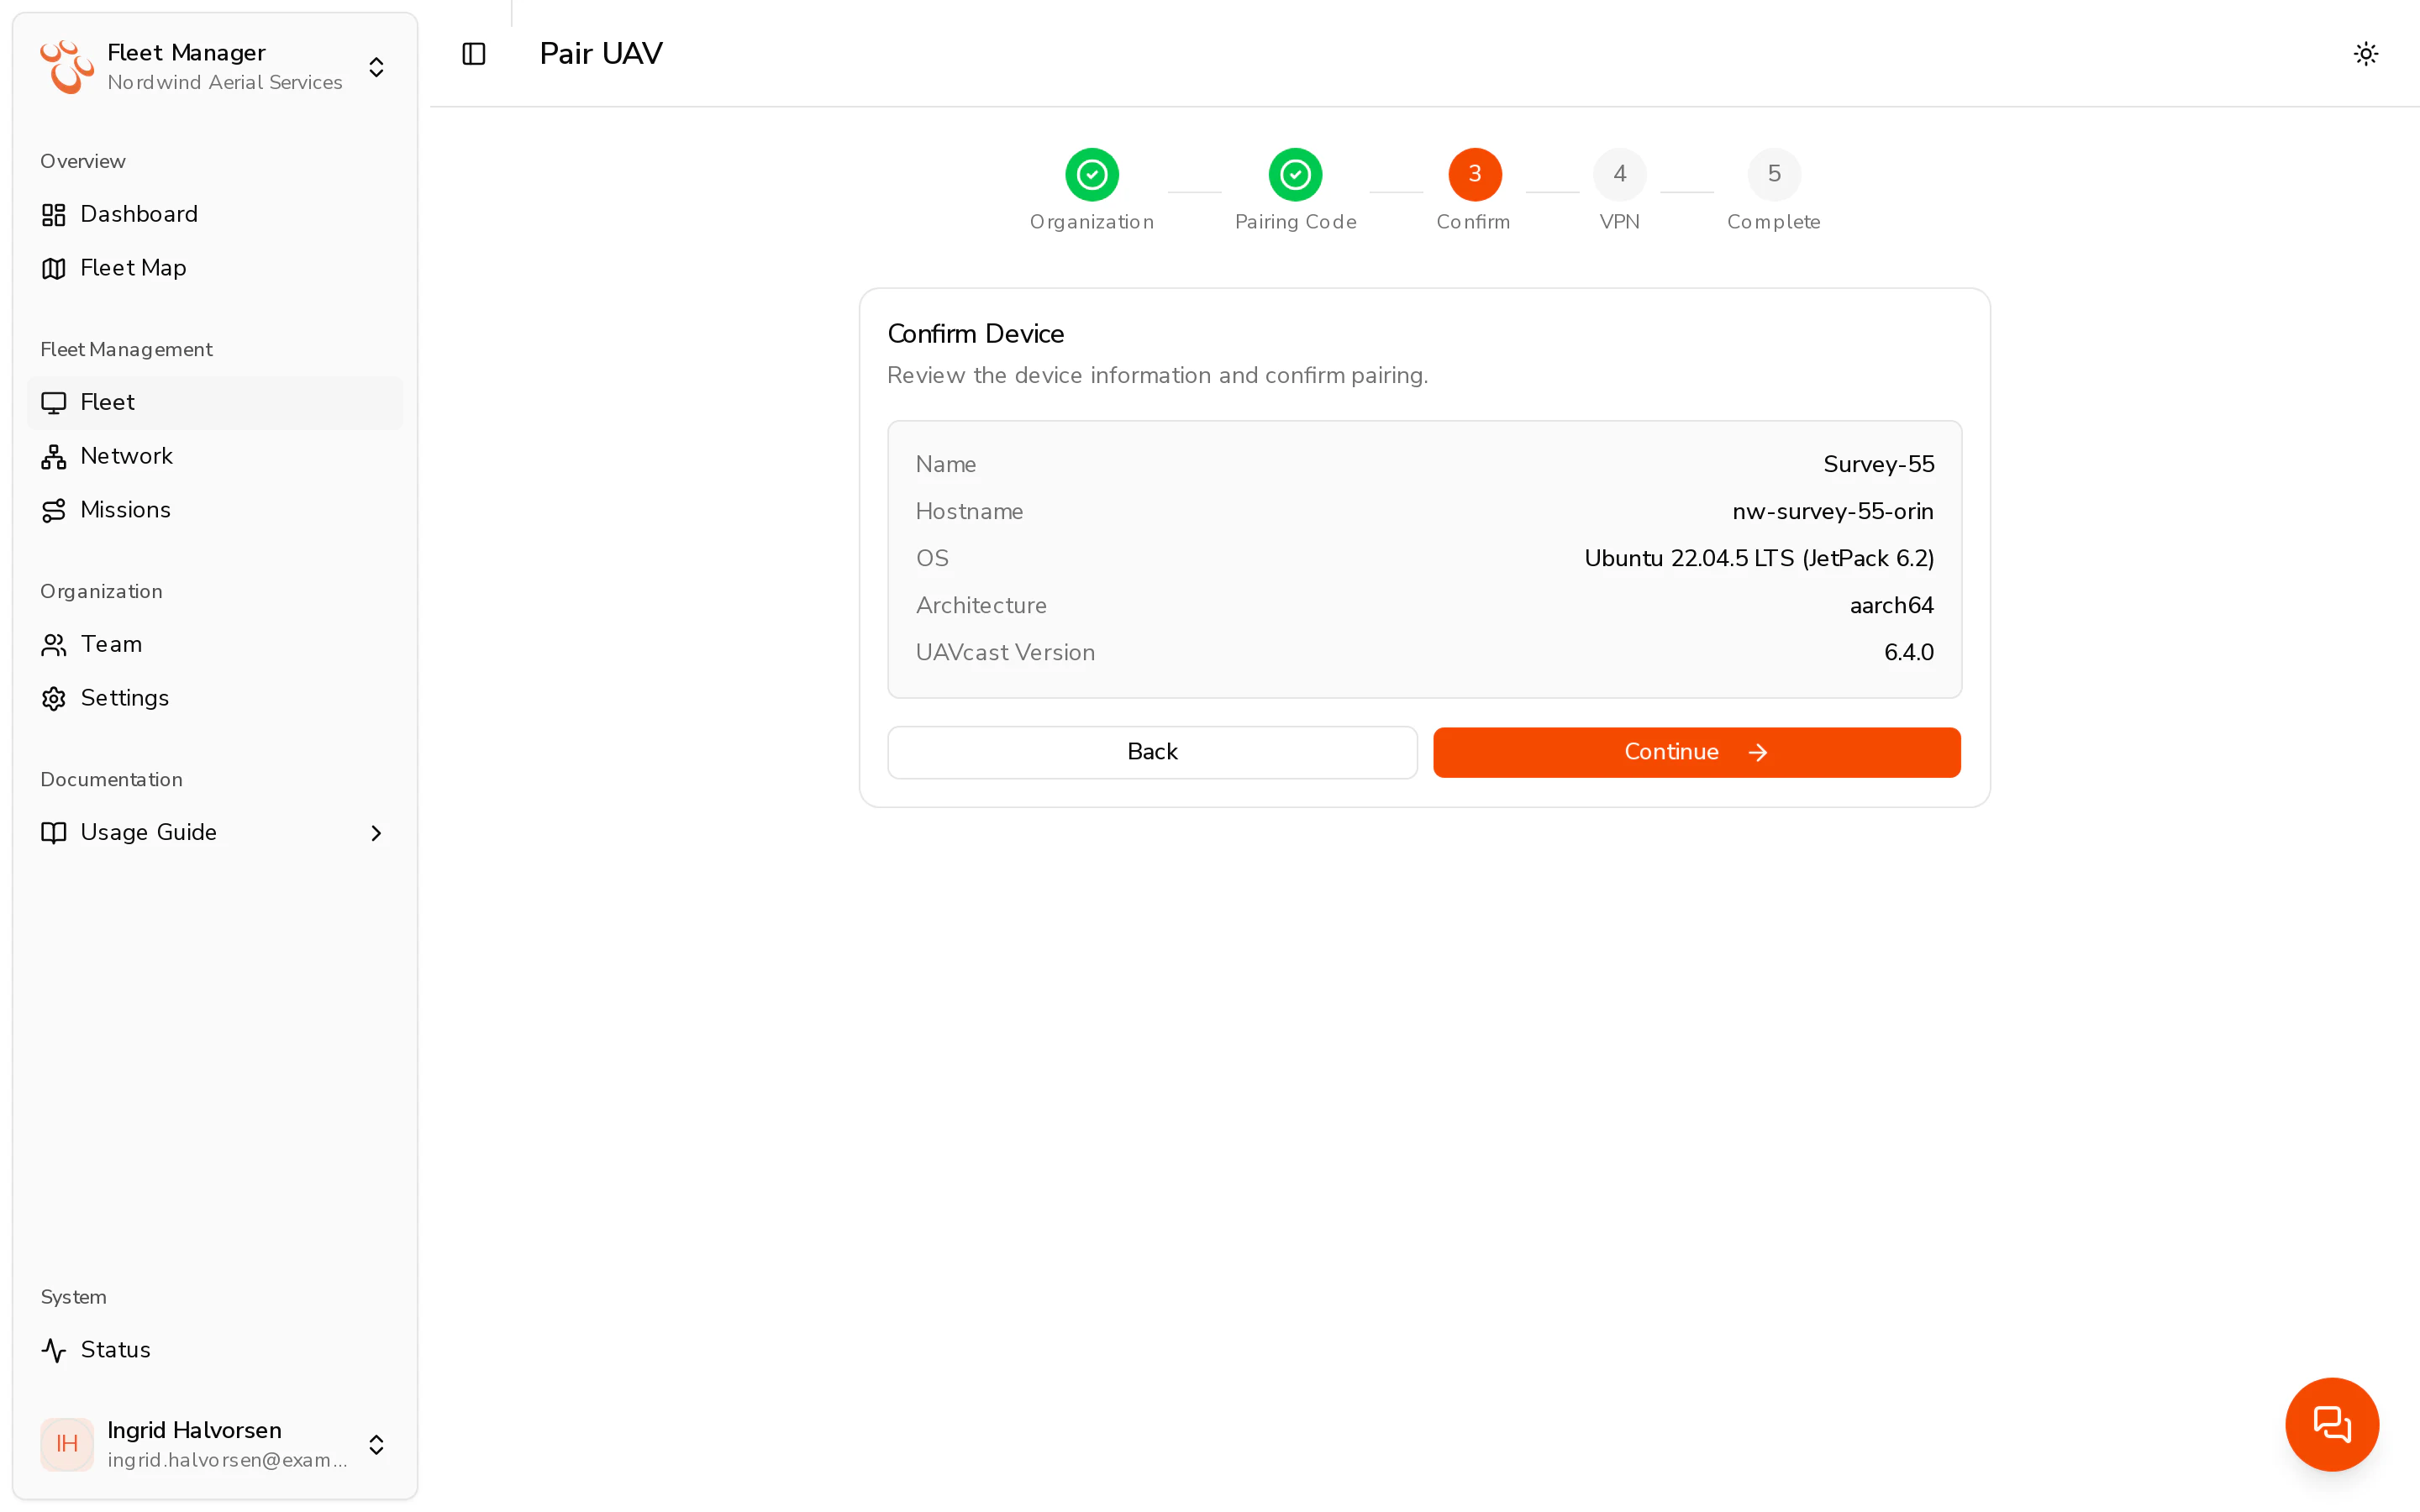 Fleet Manager
Nordwind Aerial Services
Overview
Dashboard
Fleet Map
Fleet Management
Fleet
Network
Missions
Organization
Team
Settings
Documentation
Usage Guide
System
Status
IH
Ingrid Halvorsen
ingrid.halvorsen@exam...
Pair UAV
3 4 5
Organization Pairing Code Confirm VPN Complete
Confirm Device
Review the device information and confirm pairing.
Name Survey-55
Hostname nw-survey-55-orin
OS Ubuntu 22.04.5 LTS (JetPack 6.2)
Architecture aarch64
UAVcast Version 6.4.0
Back Continue